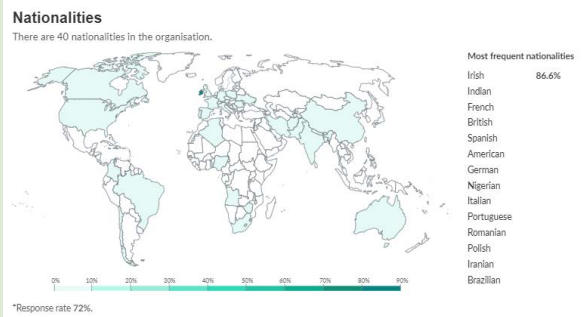 Nationalities
There are 40 nationalities in the organisation.
Most frequent nationalities
Irish 86.6%
Indian
French
British
Spanish
American
German
Nigerian
Italian
Portuguese
Romanian
Polish
Iranian
Brazilian
0% 10% 20% 30% 40% 50% 60% 70% 80% 90%
*Response rate 72%.